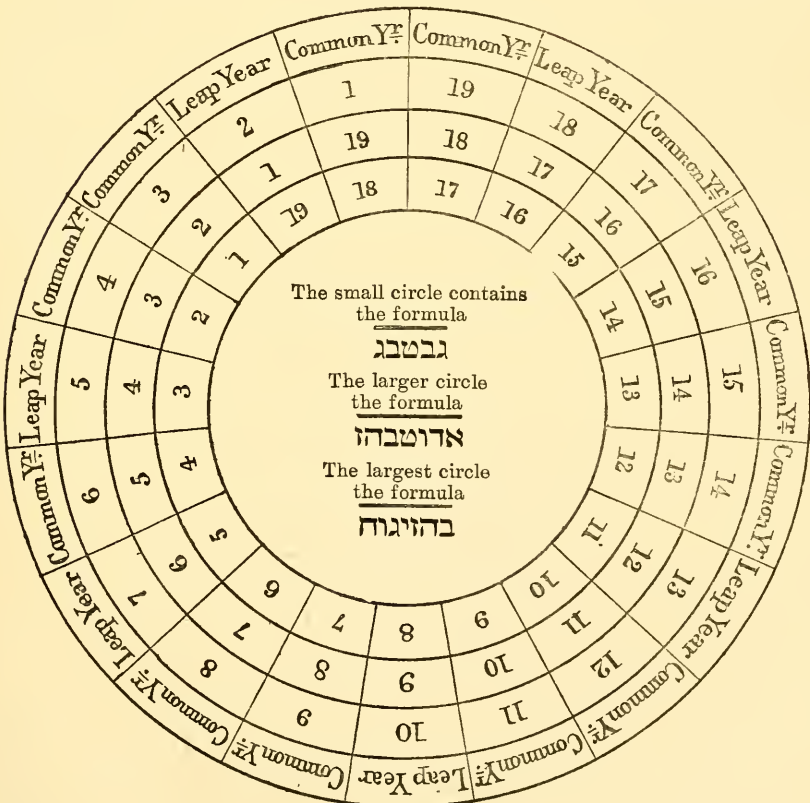 Common Yr. 1 19 18
Leap Year 2 1 19
Common Yr. 3 2 1
Common Yr. 4 3 2
Leap Year 5 4 3
Common Yr. 6 5 4
Leap Year 7 6 5
Common Yr. 8 7 6
Common Yr. 9 8 7
Leap Year 10 9 8
Common Yr. 11 10 9
Common Yr. 12 11 10
Leap Year 13 12 11
Common Yr. 14 13 12
Common Yr. 15 14 13
Leap Year 16 15 14
Common Yr. 17 16 15
Leap Year 18 17 16
Common Yr. 19 18 17
The small circle contains
the formula
גבטבג
The larger circle
the formula
אדוטבהז
The largest circle
the formula
בהזיגוח